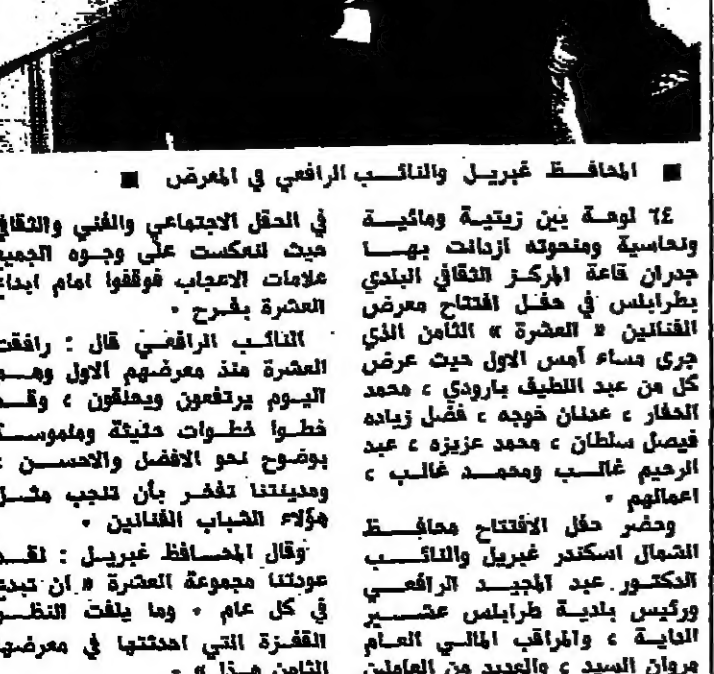 ■ المحافظ غبريل والنائب الرافعي في المعرض ■
٦٤ لوحة بين زيتية ومائية
ونحاسية ومنحوته ازدانت بها
جدران قاعة المركز الثقافي البلدي
بطرابلس في حفل افتتاح معرض
الفنانين « العشرة » الثامن الذي
جرى مساء أمس الاول حيث عرض
كل من عبد اللطيف بارودي ، محمد
الحفار ، عدنان خوجه ، فضل زياده
فيصل سلطان ، محمد عزيزه ، عبد
الرحيم غالب ومحمد غالب ،
اعمالهم .
وحضر حفل الافتتاح محافظ
الشمال اسكندر غبريل والنائب
الدكتور عبد المجيد الرافعي
ورئيس بلدية طرابلس عشير
الداية ، والمراقب المالي العام
مروان السيد ، والعديد من العاملين
في الحقل الاجتماعي والفني والثقافي
حيث انعكست على وجوه الجميع
علامات الاعجاب فوقفوا امام ابداع
العشرة بفرح .
النائب الرافعي قال : رافقت
العشرة منذ معرضهم الاول وهم
اليوم يرتفعون ويحلقون ، وقد
خطوا خطوات حثيثة وملموسة
بوضوح نحو الافضل والاحسن ،
ومدينتنا تفخر بأن تنجب مثل
هؤلاء الشباب الفنانين .
وقال المحافظ غبريل : لقد
عودتنا مجموعة العشرة « ان تبدع
في كل عام . وما يلفت النظر
القفزة التي احدثتها في معرضها
الثامن هذا » .